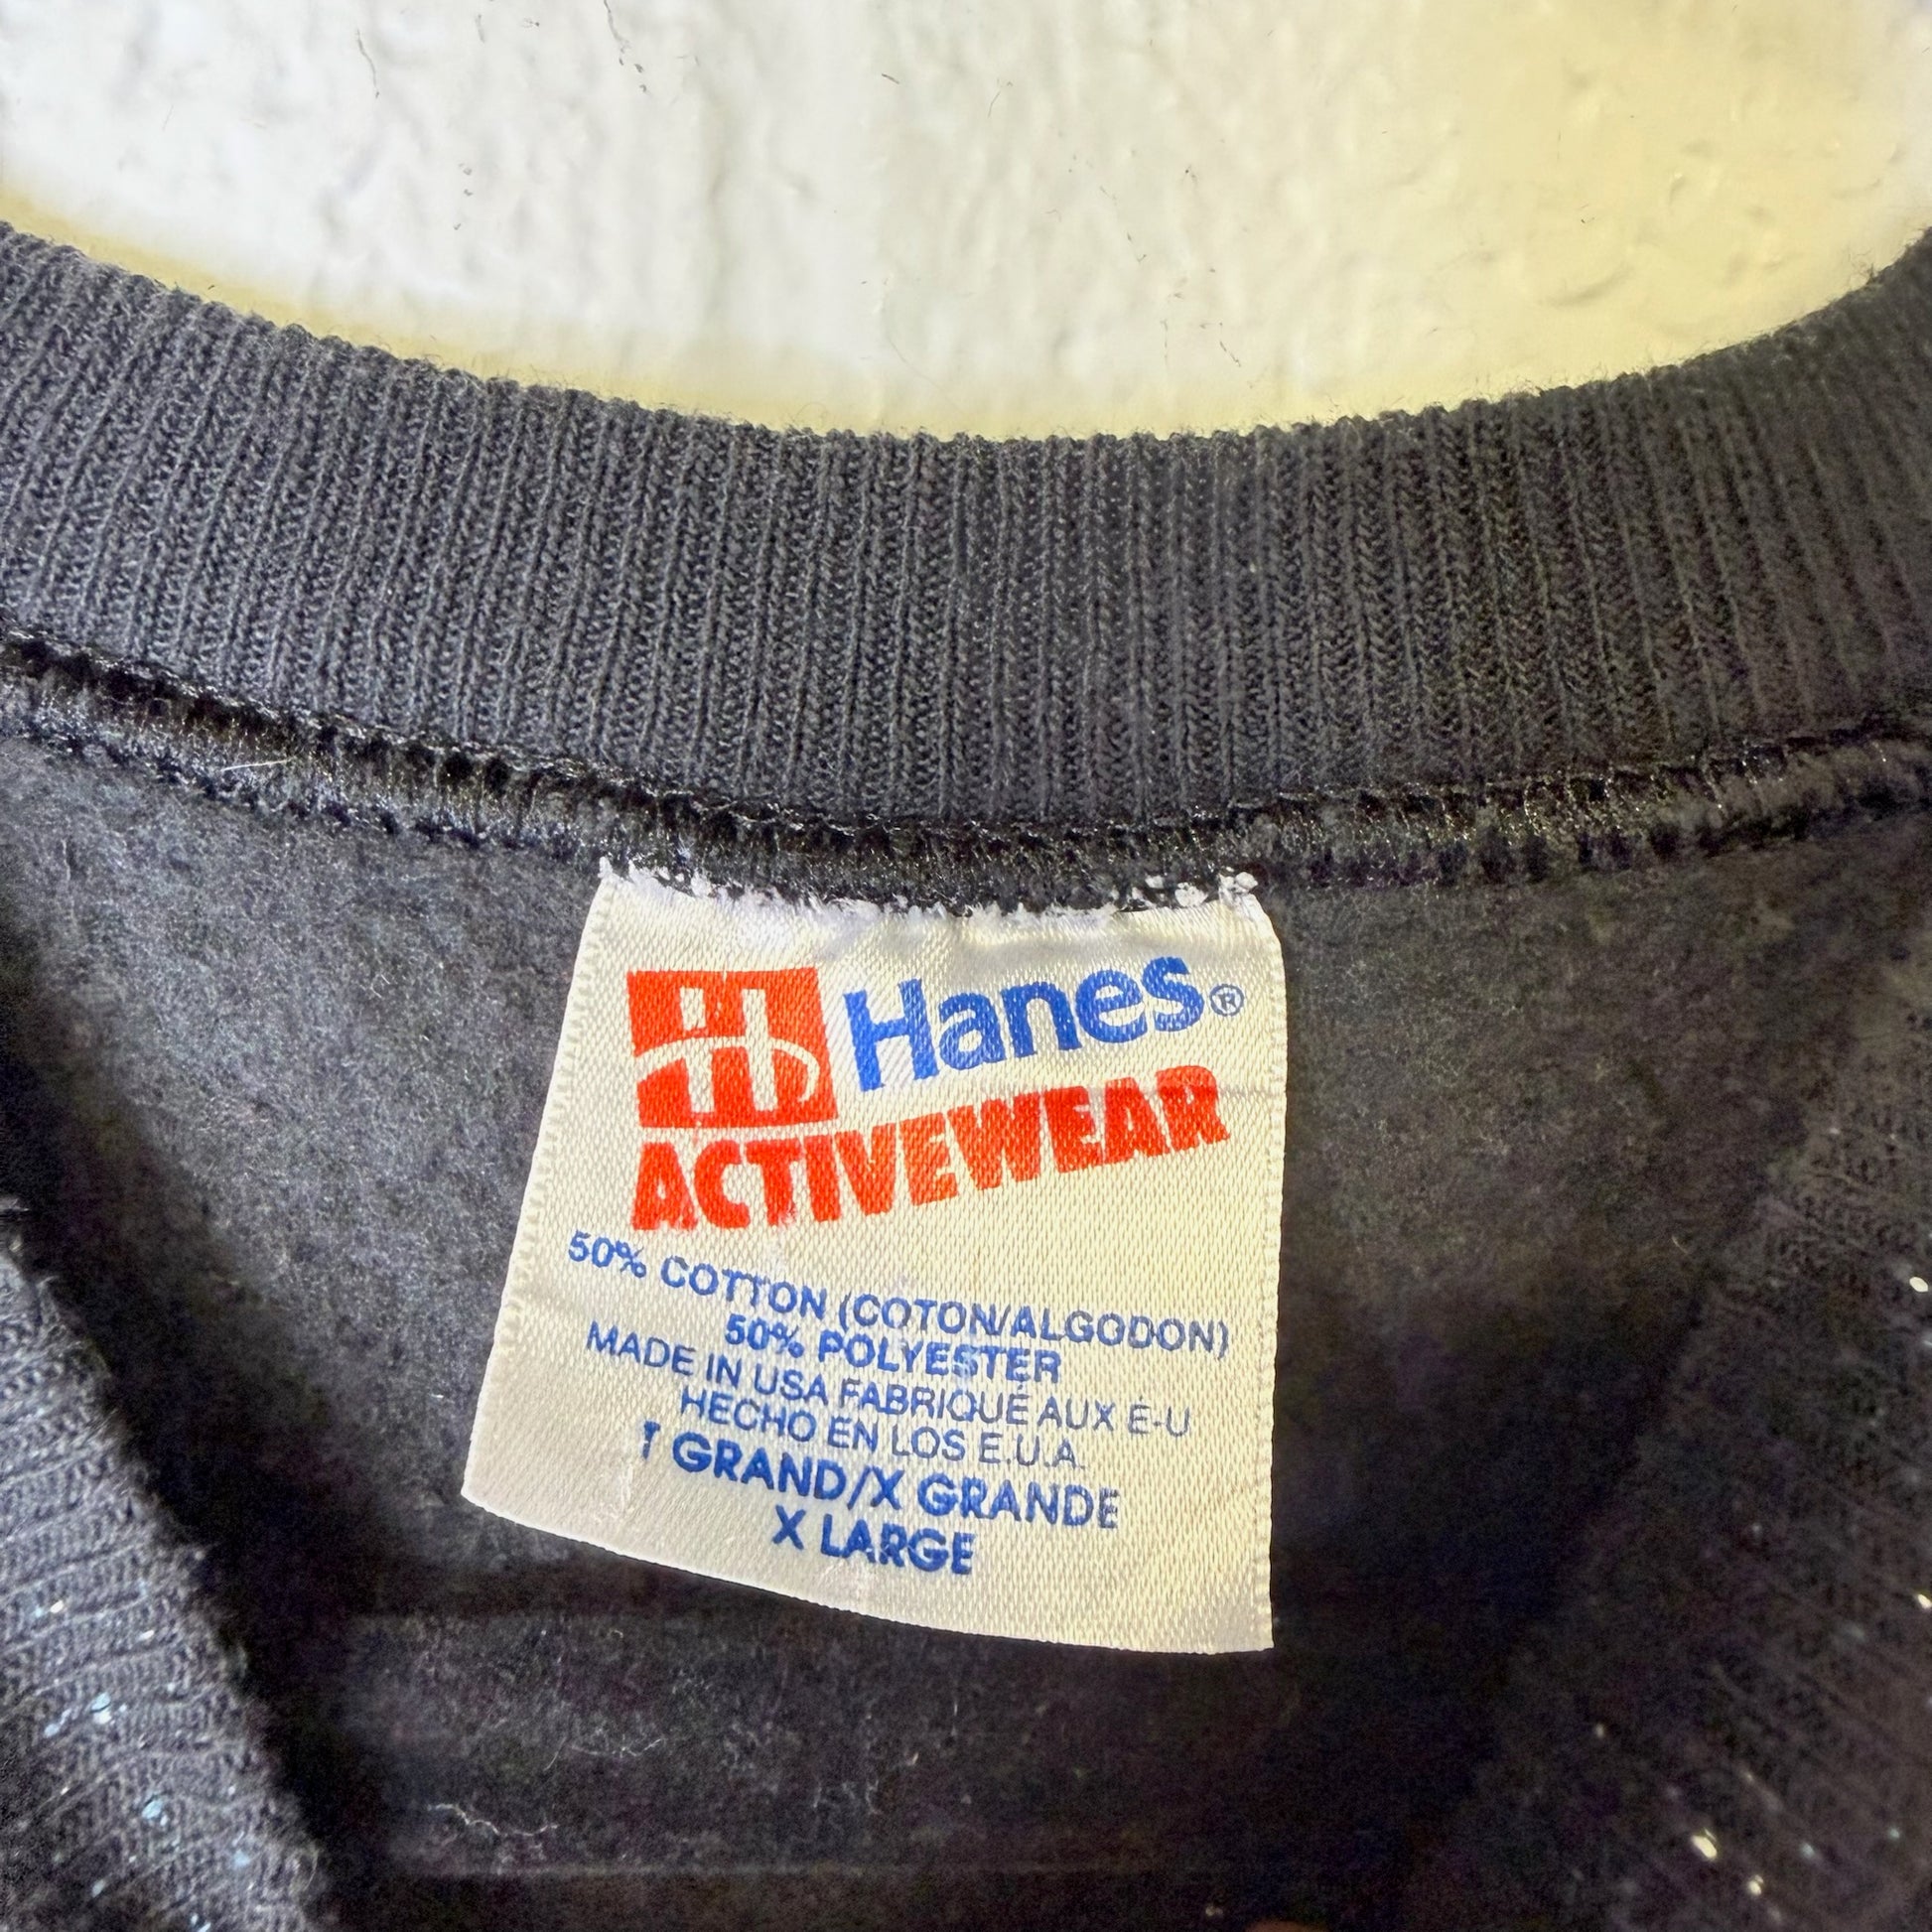 Hanes®
ACTIVEWEAR
50% COTTON (COTON/ALGODON)
50% POLYESTER
MADE IN USA FABRIQUÉ AUX É-U
HECHO EN LOS E.U.A.
T GRAND/X GRANDE
X LARGE